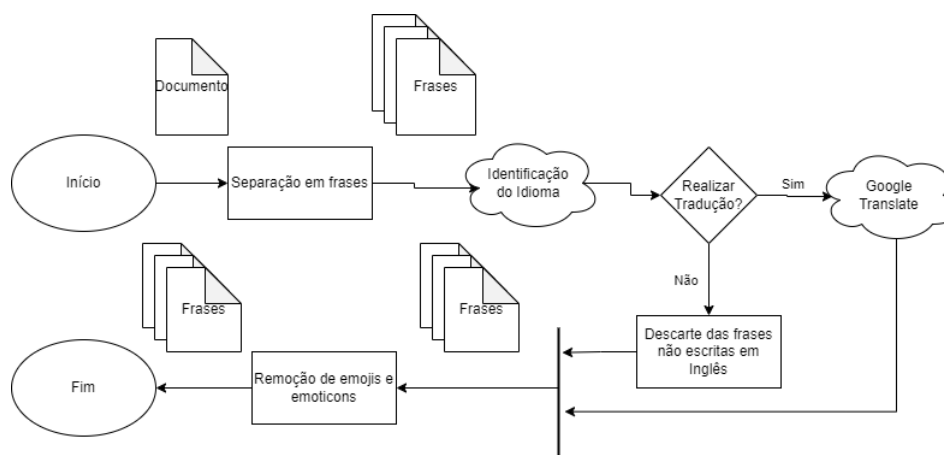 Documento
Frases
Início
Separação em frases
Identificação
do Idioma
Realizar
Tradução?
Sim
Google
Translate
Não
Frases
Frases
Descarte das frases
não escritas em
Inglês
Fim
Remoção de emojis e
emoticons